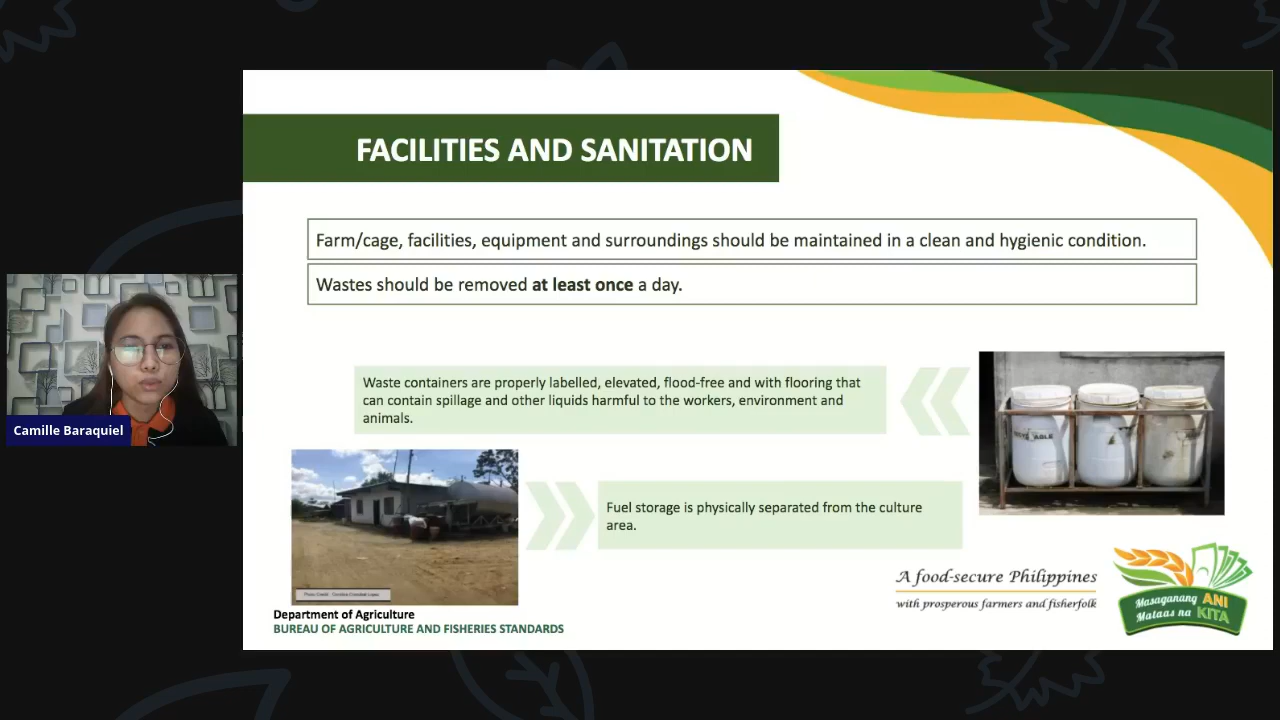 FACILITIES AND SANITATION
Farm/cage, facilities, equipment and surroundings should be maintained in a clean and hygienic condition.
Wastes should be removed at least once a day.
Waste containers are properly labelled, elevated, flood-free and with flooring that
can contain spillage and other liquids harmful to the workers, environment and
animals.
Fuel storage is physically separated from the culture
area.
Camille Baraquiel
Department of Agriculture
BUREAU OF AGRICULTURE AND FISHERIES STANDARDS
A food-secure Philippines
with prosperous farmers and fisherfolk
Masaganang ANI
Mataas na KITA